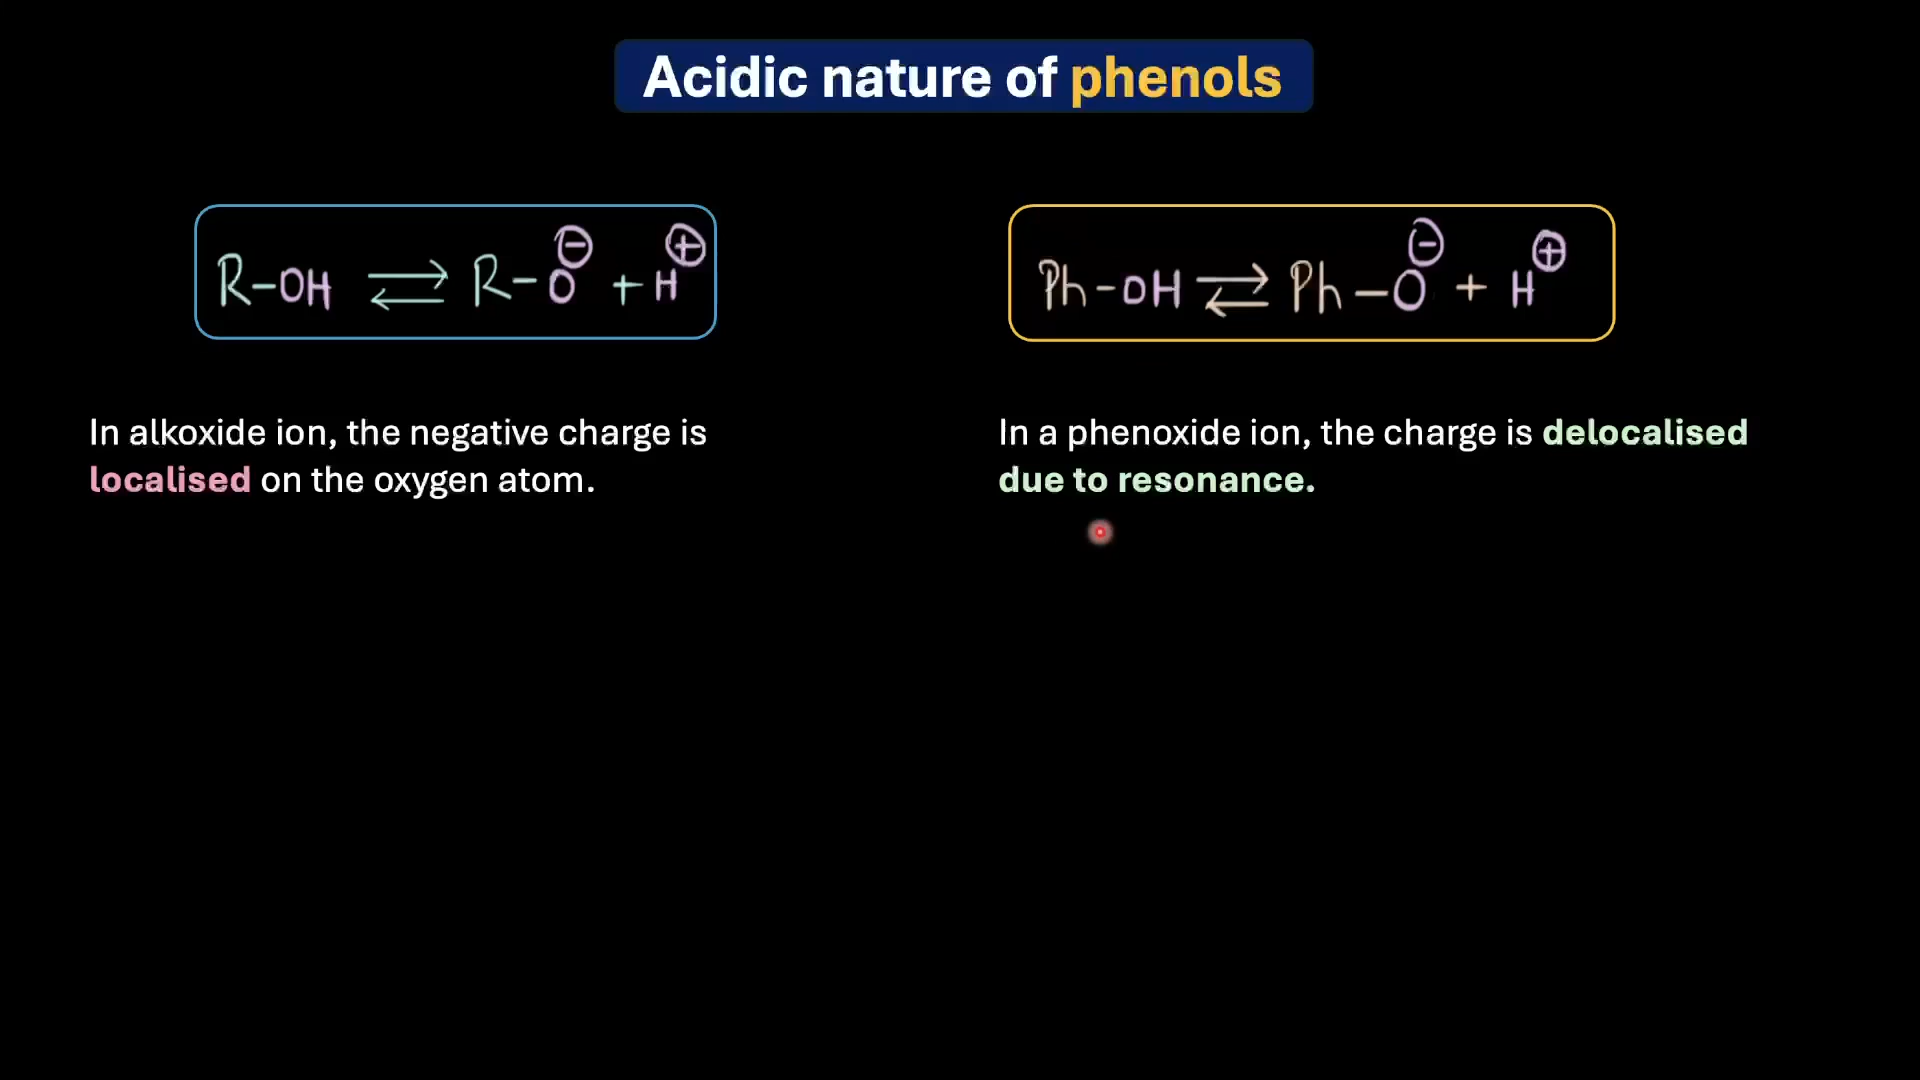 Acidic nature of phenols
R-OH ⇌ R-O⊖ + H⊕
Ph-OH ⇌ Ph-O⊖ + H⊕
In alkoxide ion, the negative charge is
localised on the oxygen atom.
In a phenoxide ion, the charge is delocalised
due to resonance.